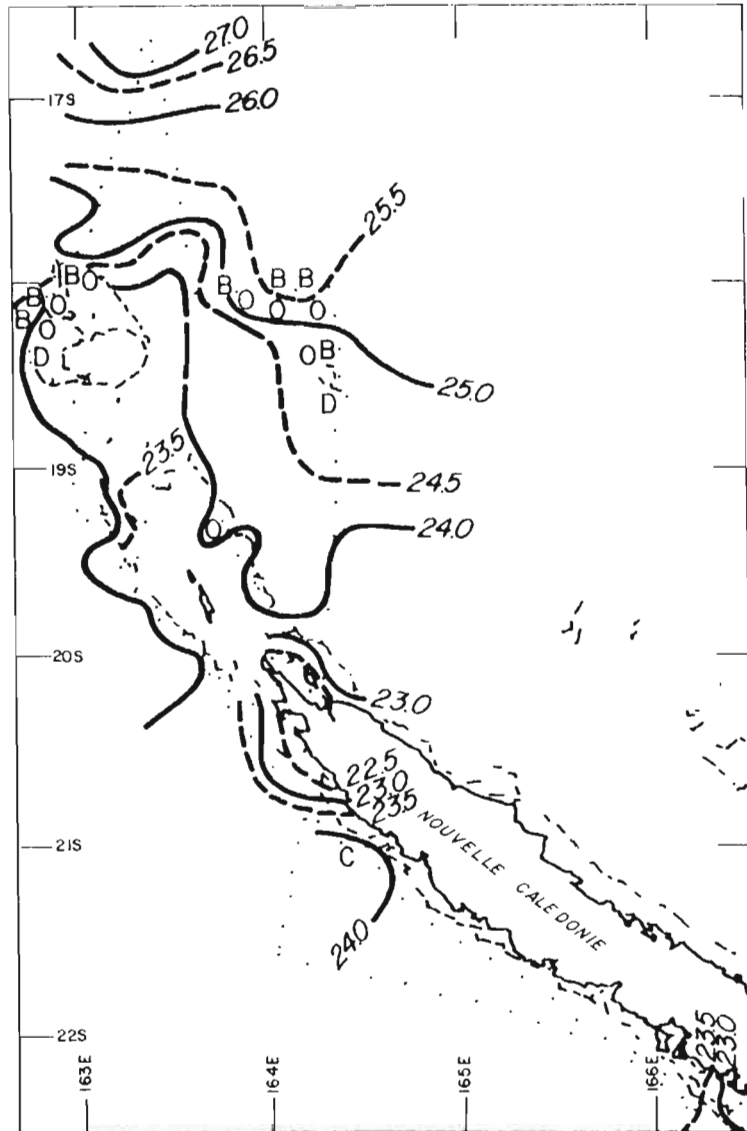 27.0
26.5
17S
26.0
25.5
B
O
B
B
B
O
B
O
O
B
O
O
O
B
D
D
25.0
23.5
19S
24.5
O
24.0
20S
23.0
22.5
23.0
23.5
NOUVELLE CALEDONIE
21S
C
24.0
22S
163E
164E
165E
166E
23.5
23.0